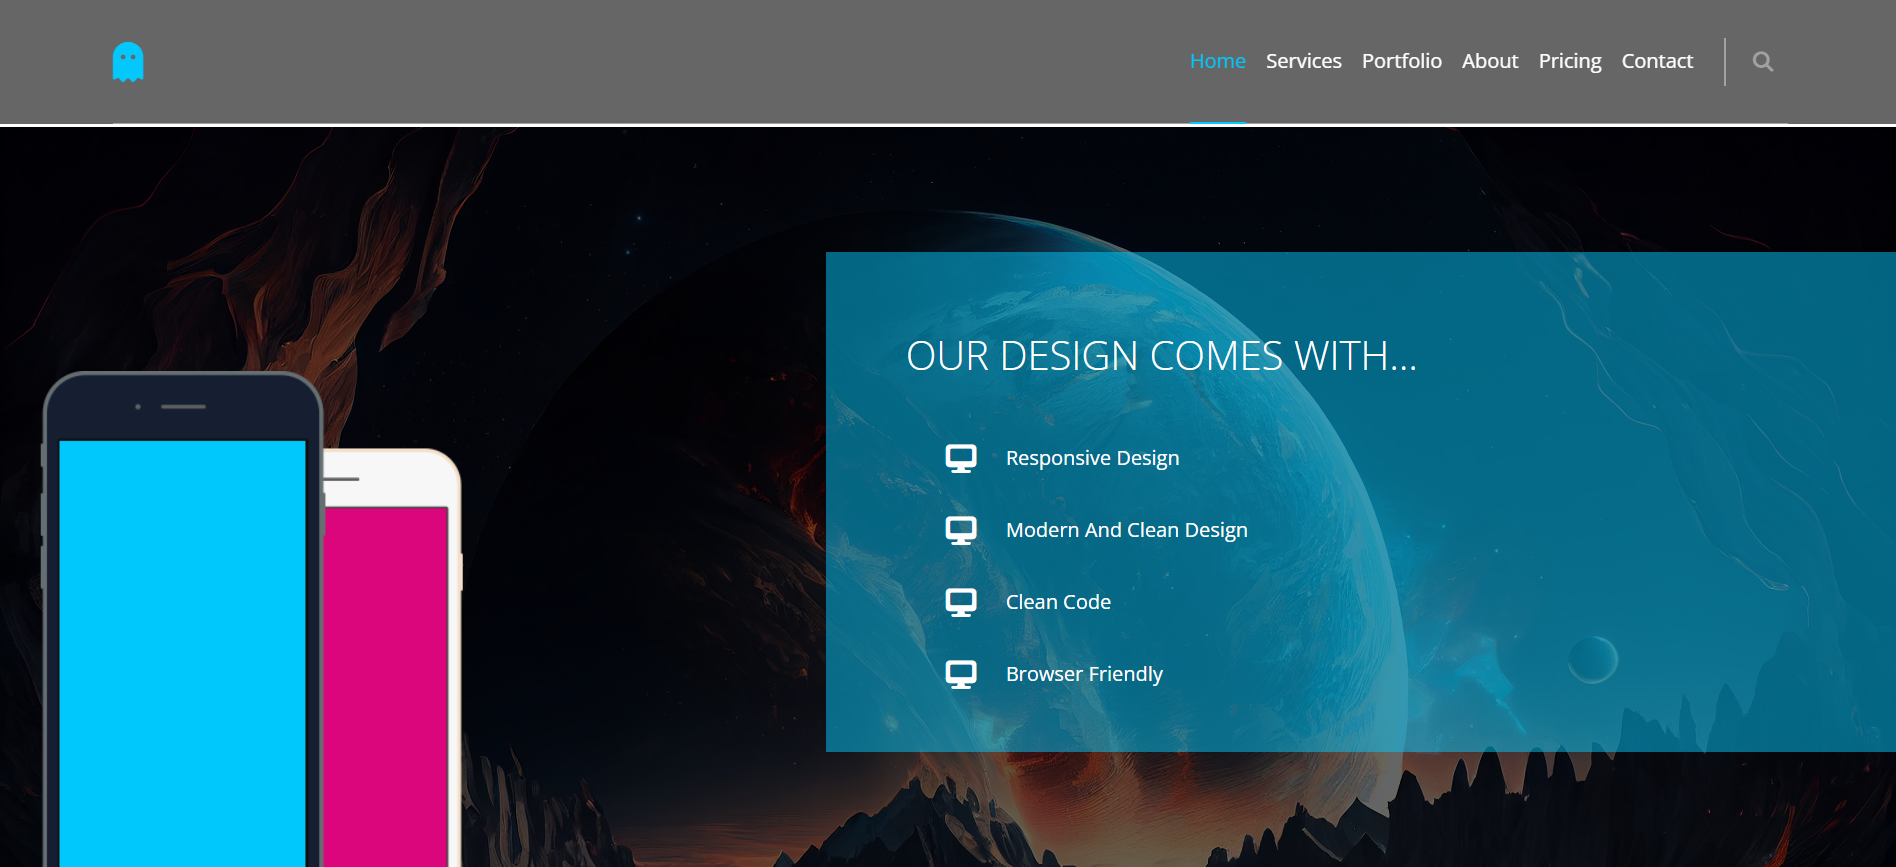 Home Services Portfolio About Pricing Contact
OUR DESIGN COMES WITH...
Responsive Design
Modern And Clean Design
Clean Code
Browser Friendly